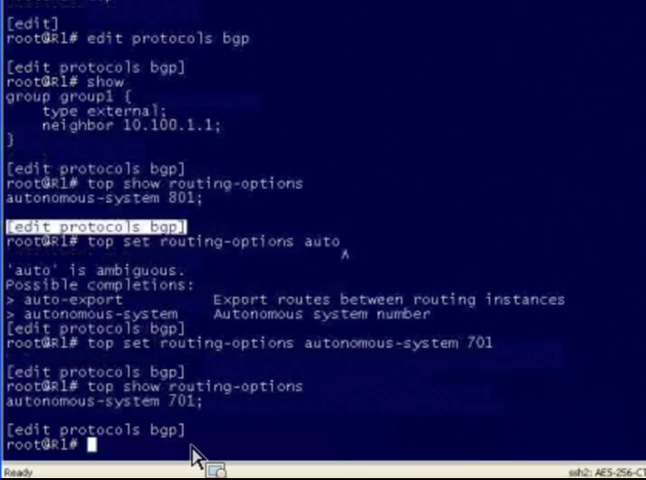 [edit]
root@R1# edit protocols bgp
[edit protocols bgp]
root@R1# show
group group1 {
    type external;
    neighbor 10.100.1.1;
}
[edit protocols bgp]
root@R1# top show routing-options
autonomous-system 801;
[edit protocols bgp]
root@R1# top set routing-options auto
^
'auto' is ambiguous.
Possible completions:
> auto-export Export routes between routing instances
> autonomous-system Autonomous system number
[edit protocols bgp]
root@R1# top set routing-options autonomous-system 701
[edit protocols bgp]
root@R1# top show routing-options
autonomous-system 701;
[edit protocols bgp]
root@R1#
Ready ssh2: AES-256-CT